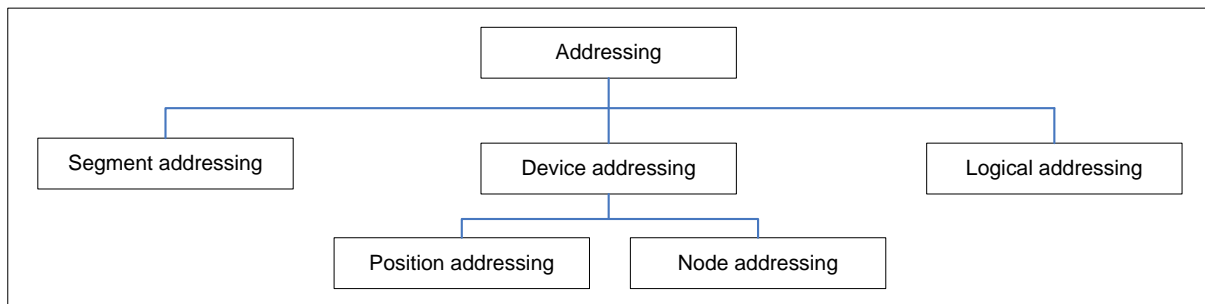 Addressing
Segment addressing
Device addressing
Logical addressing
Position addressing
Node addressing